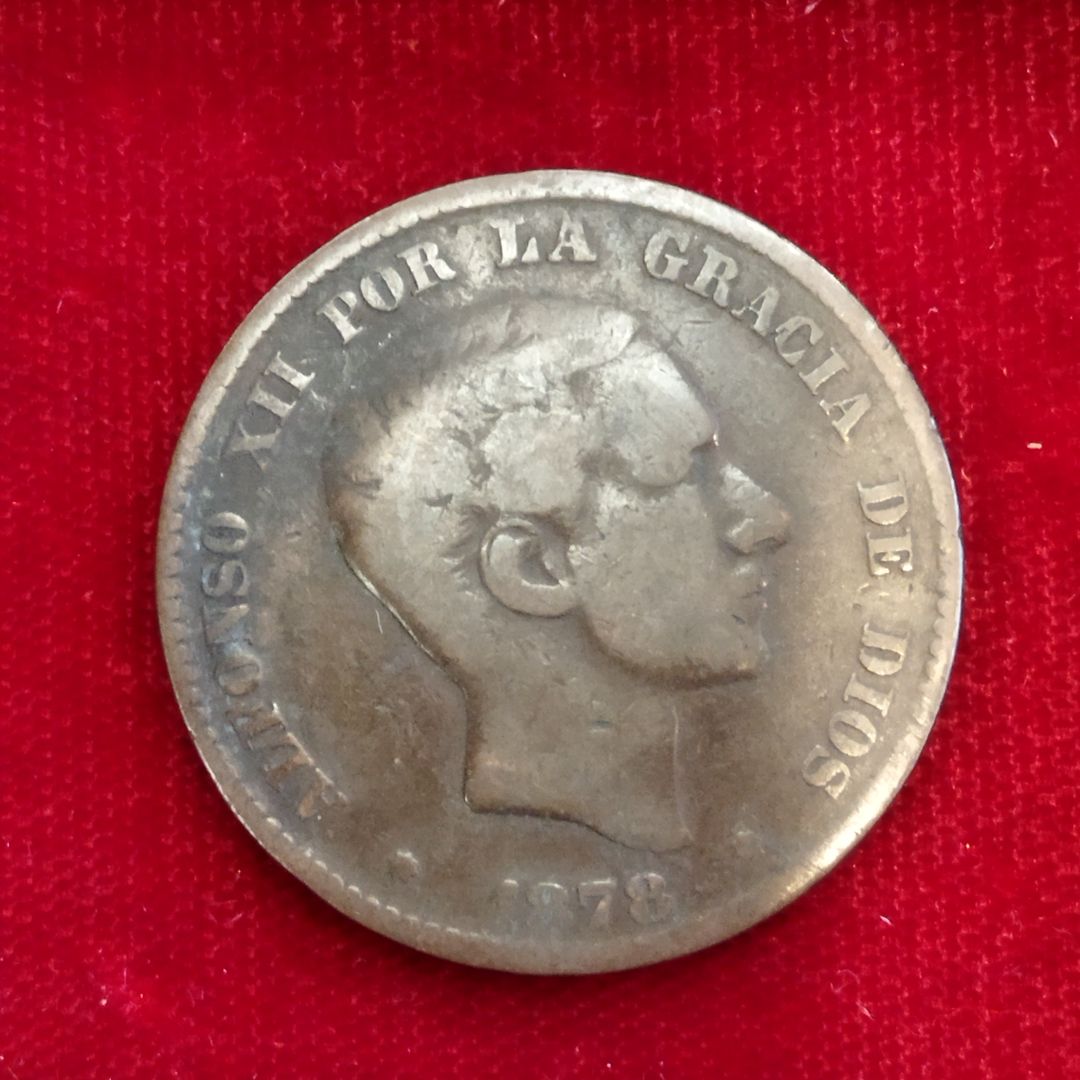 ALFONSO XII POR LA GRACIA DE DIOS
1878